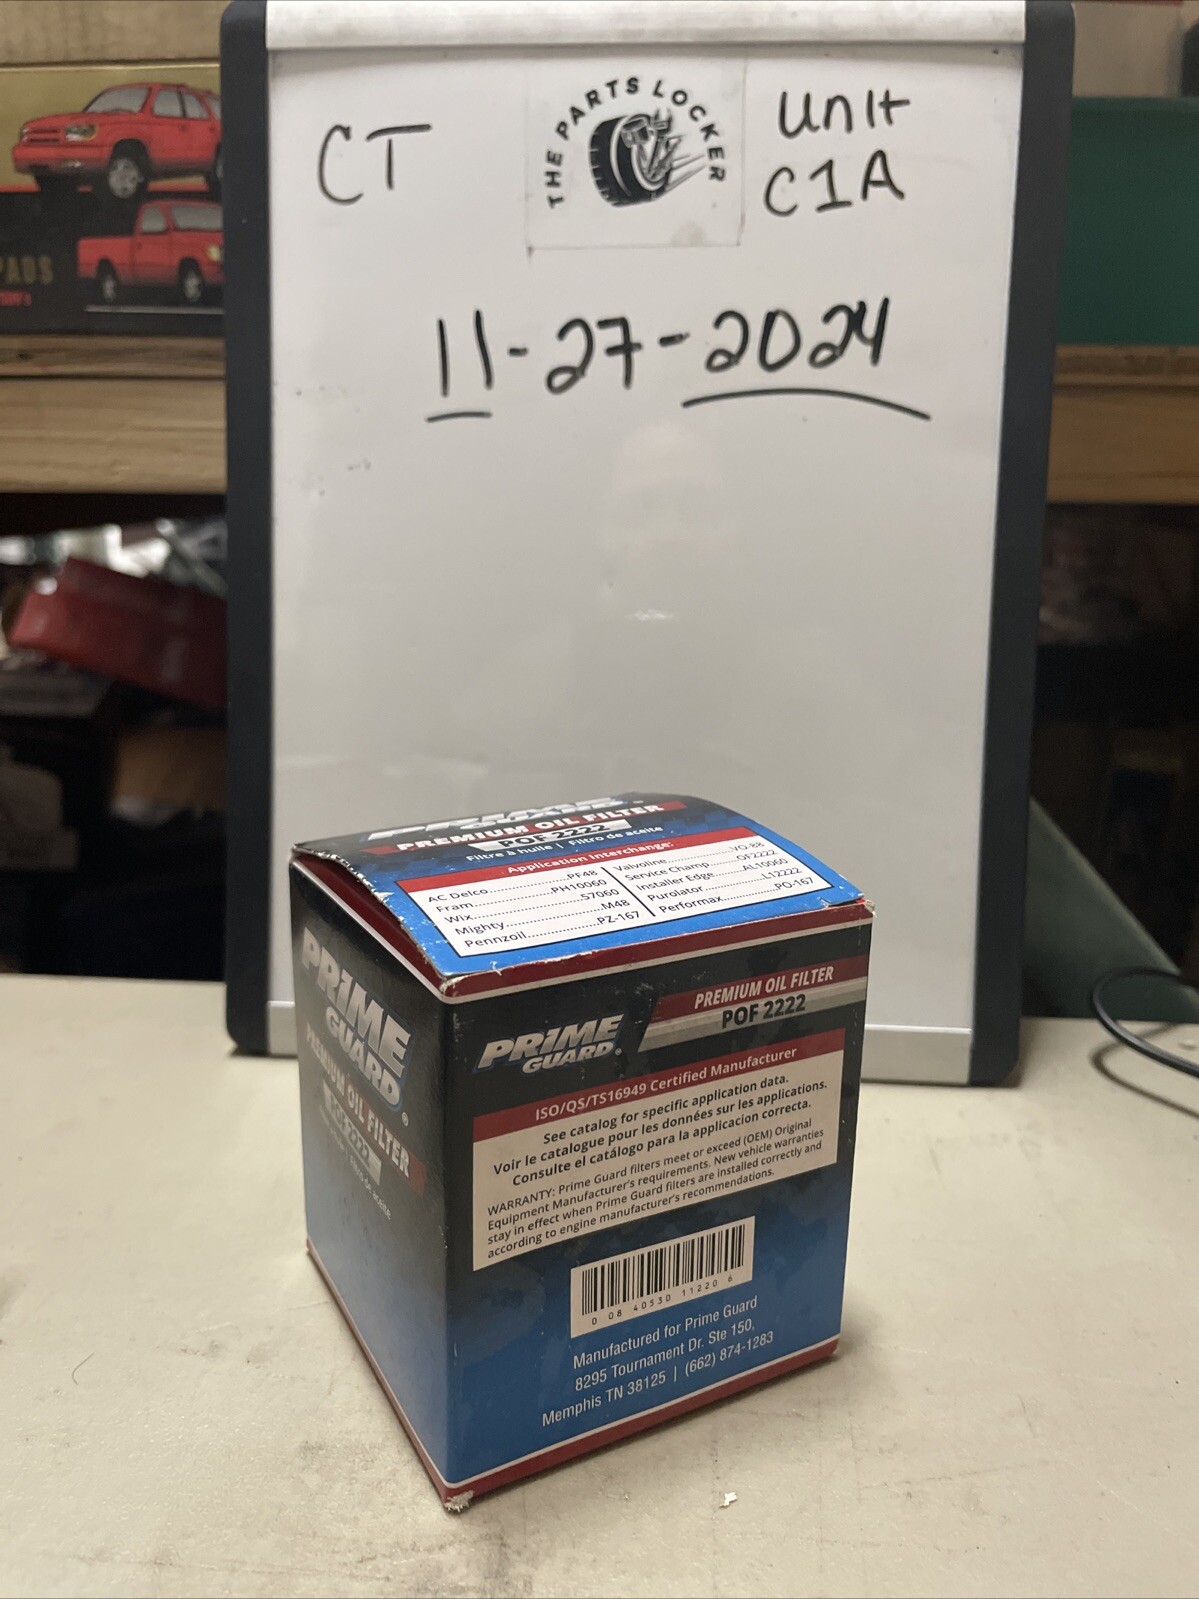 CT
THE PARTS LOCKER
Unit
C1A
11-27-2024
PADS
PREMIUM OIL FILTER
POF 2222
Filtre à huile | Filtro de aceite
Application Interchange:
AC Delco PF48
Fram PH10060
Wix 57060
Mighty M48
Pennzoil PZ-167
Valvoline VO-88
Service Champ OF2222
Installer Edge AL10060
Purolator L12222
Performax PO-167
PRIME
GUARD®
PREMIUM OIL FILTER
POF 2222
Filtro de aceite
PRIME
GUARD®
PREMIUM OIL FILTER
POF 2222
ISO/QS/TS16949 Certified Manufacturer
See catalog for specific application data.
Voir le catalogue pour les données sur les applications.
Consulte el catálogo para la applicacion correcta.
WARRANTY: Prime Guard filters meet or exceed (OEM) Original
Equipment Manufacturer's requirements. New vehicle warranties
stay in effect when Prime Guard filters are installed correctly and
according to engine manufacturer's recommendations.
0 08 40530 11220 6
Manufactured for Prime Guard
8295 Tournament Dr. Ste 150,
Memphis TN 38125 | (662) 874-1283